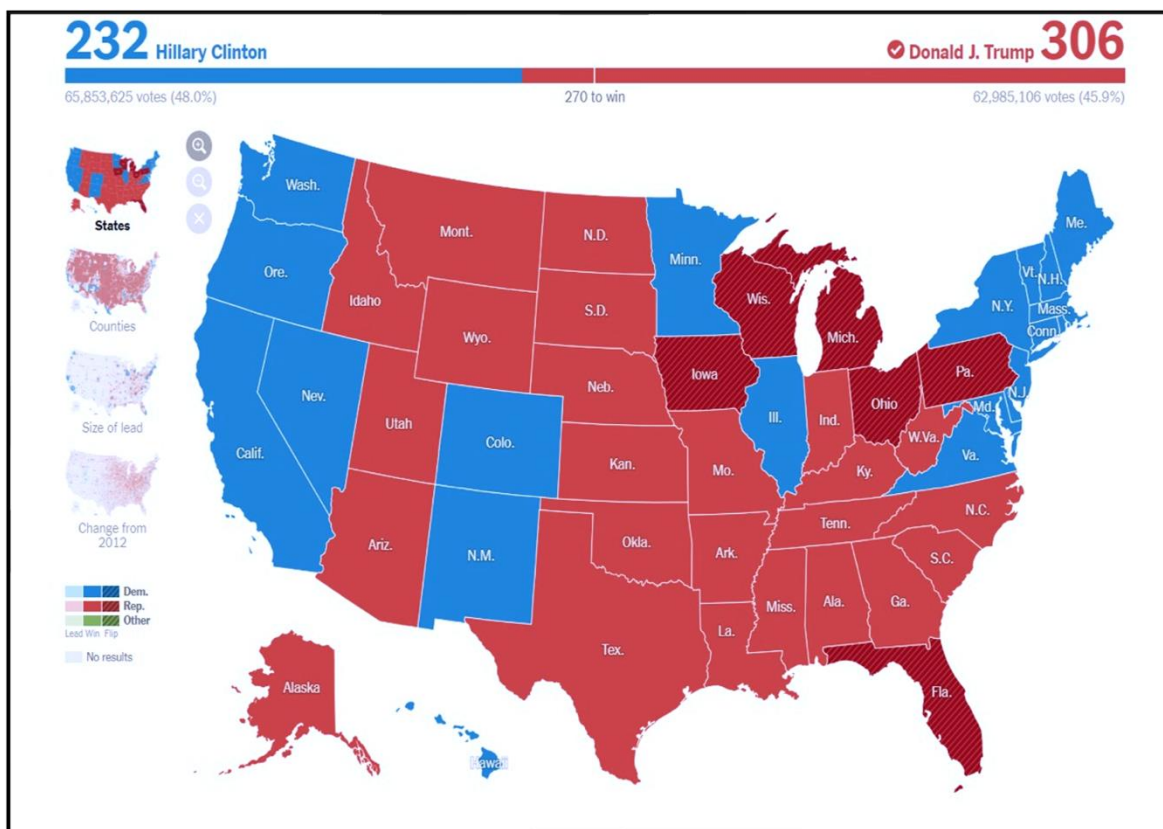 232 Hillary Clinton
Donald J. Trump 306
65,853,625 votes (48.0%)
270 to win
62,985,106 votes (45.9%)
States
Counties
Size of lead
Change from
2012
Dem.
Rep.
Other
Lead Win Flip
No results
Wash.
Ore.
Calif.
Nev.
Idaho
Mont.
Wyo.
Utah
Ariz.
Colo.
N.M.
N.D.
S.D.
Neb.
Kan.
Okla.
Tex.
Minn.
Iowa
Mo.
Ark.
La.
Wis.
Ill.
Mich.
Ind.
Ohio
Ky.
Tenn.
Miss.
Ala.
Ga.
Fla.
S.C.
N.C.
Va.
W.Va.
Pa.
Md.
N.J.
N.Y.
Conn.
Mass.
Vt.
N.H.
Me.
Alaska
Hawaii